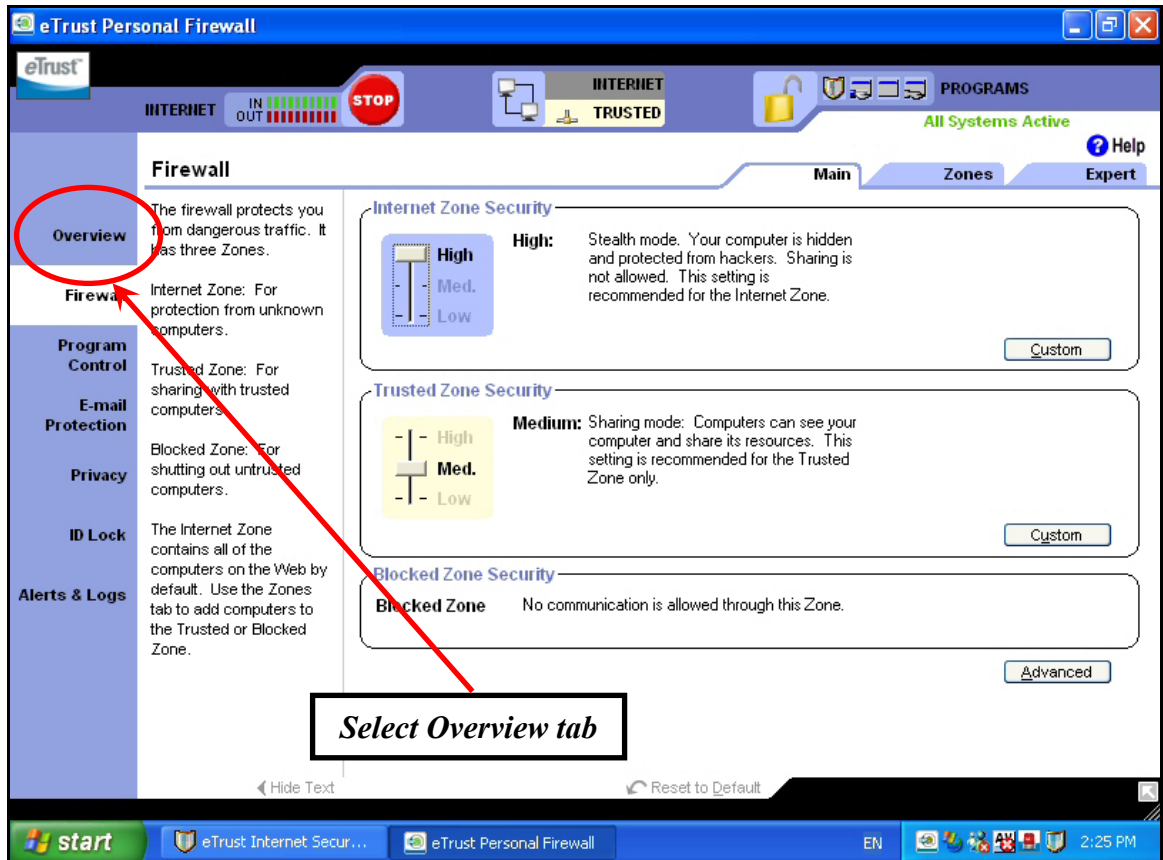 eTrust Personal Firewall
eTrust
INTERNET
IN
OUT
STOP
INTERNET
TRUSTED
PROGRAMS
All Systems Active
Help
Firewall
Main
Zones
Expert
Overview
Firewall
Program
Control
E-mail
Protection
Privacy
ID Lock
Alerts & Logs
The firewall protects you
from dangerous traffic. It
has three Zones.
Internet Zone: For
protection from unknown
computers.
Trusted Zone: For
sharing with trusted
computers.
Blocked Zone: For
shutting out untrusted
computers.
The Internet Zone
contains all of the
computers on the Web by
default. Use the Zones
tab to add computers to
the Trusted or Blocked
Zone.
Internet Zone Security
High
Med.
Low
High: Stealth mode. Your computer is hidden
and protected from hackers. Sharing is
not allowed. This setting is
recommended for the Internet Zone.
Custom
Trusted Zone Security
High
Med.
Low
Medium: Sharing mode: Computers can see your
computer and share its resources. This
setting is recommended for the Trusted
Zone only.
Custom
Blocked Zone Security
Blocked Zone No communication is allowed through this Zone.
Advanced
Select Overview tab
Hide Text
Reset to Default
start
eTrust Internet Secur...
eTrust Personal Firewall
EN
2:25 PM